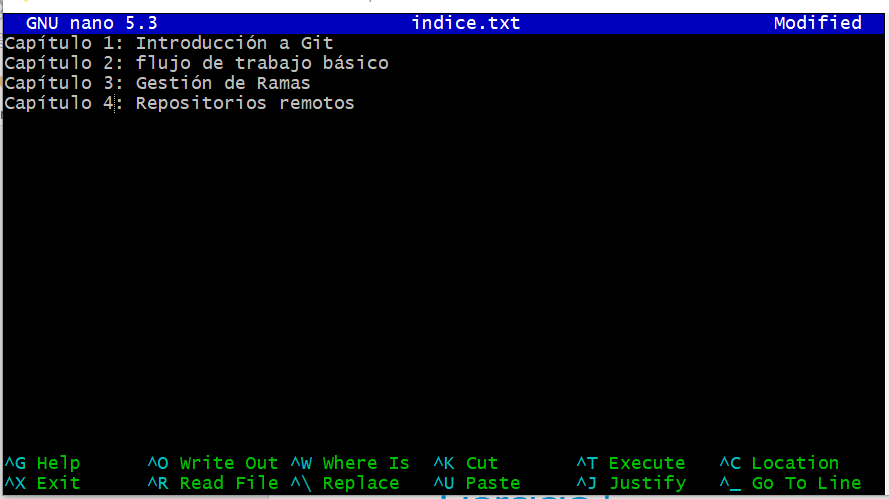 GNU nano 5.3 indice.txt Modified
Capítulo 1: Introducción a Git
Capítulo 2: flujo de trabajo básico
Capítulo 3: Gestión de Ramas
Capítulo 4: Repositorios remotos
^G Help ^O Write Out ^W Where Is ^K Cut ^T Execute ^C Location
^X Exit ^R Read File ^\ Replace ^U Paste ^J Justify ^_ Go To Line